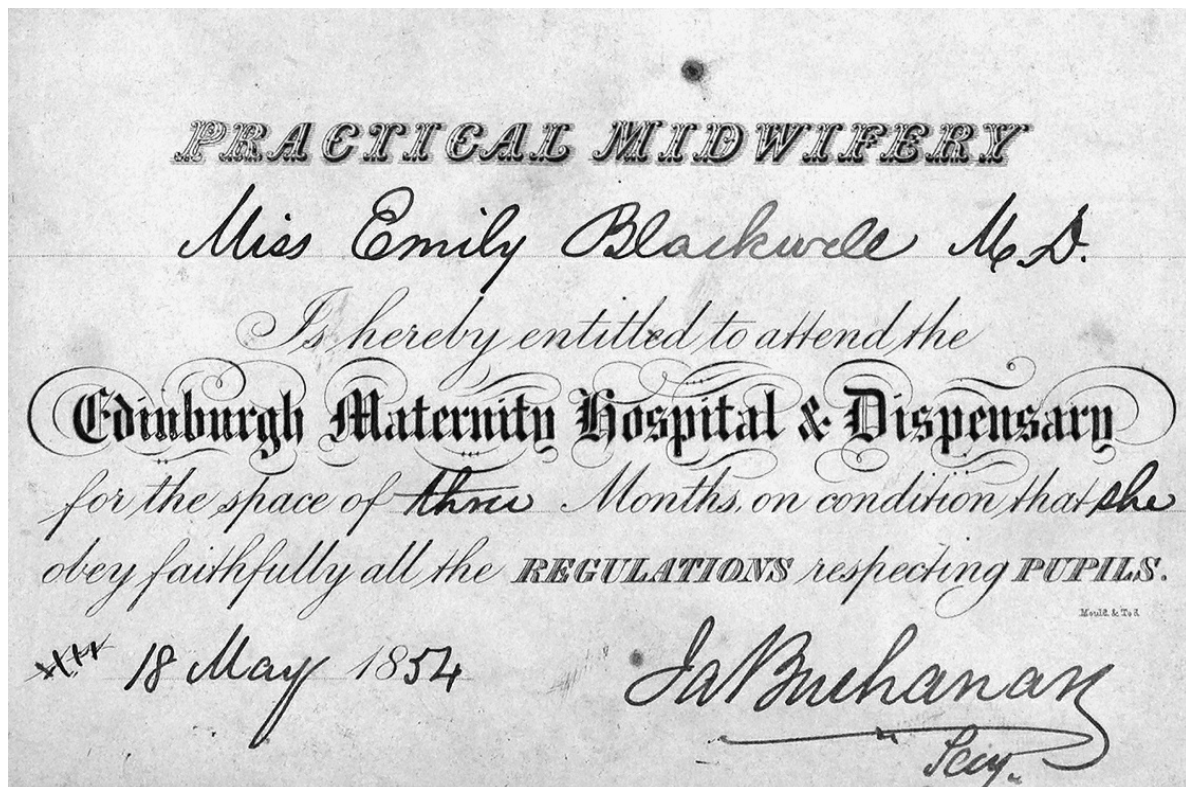 PRACTICAL MIDWIFERY
Miss Emily Blackwell M.D.
Is hereby entitled to attend the
Edinburgh Maternity Hospital & Dispensary
for the space of three Months, on condition that she
obey faithfully all the REGULATIONS respecting PUPILS.
Mould & Tod
18 May 1854
Ja Buchanan
Secy.